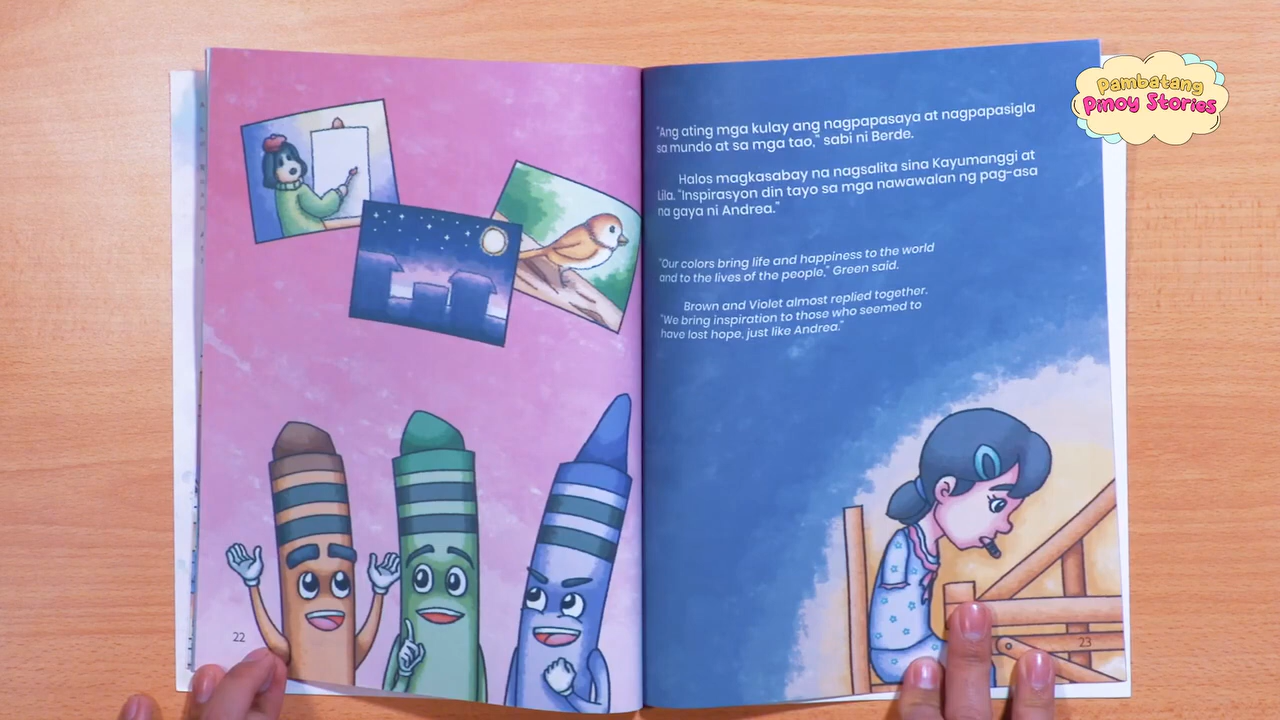 Pambatang
Pinoy Stories
"Ang ating mga kulay ang nagpapasaya at nagpapasigla
sa mundo at sa mga tao," sabi ni Berde.
Halos magkasabay na nagsalita sina Kayumanggi at
Lila. "Inspirasyon din tayo sa mga nawawalan ng pag-asa
na gaya ni Andrea."
"Our colors bring life and happiness to the world
and to the lives of the people," Green said.
Brown and Violet almost replied together.
"We bring inspiration to those who seemed to
have lost hope, just like Andrea."
22
23